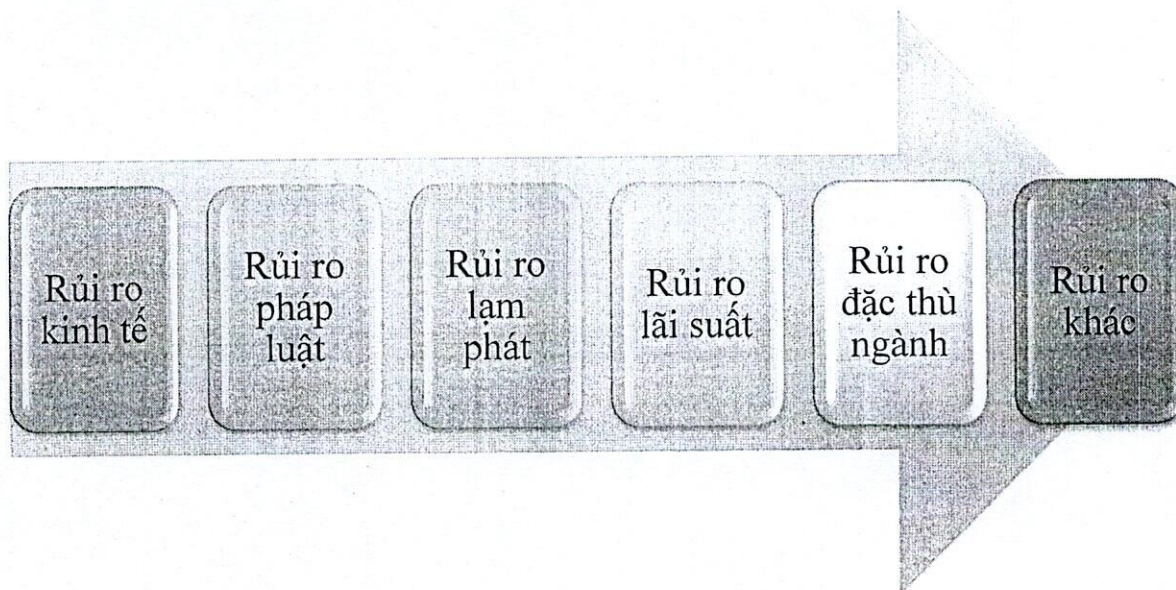 Rủi ro
kinh tế
Rủi ro
pháp
luật
Rủi ro
lạm
phát
Rủi ro
lãi suất
Rủi ro
đặc thù
ngành
Rủi ro
khác